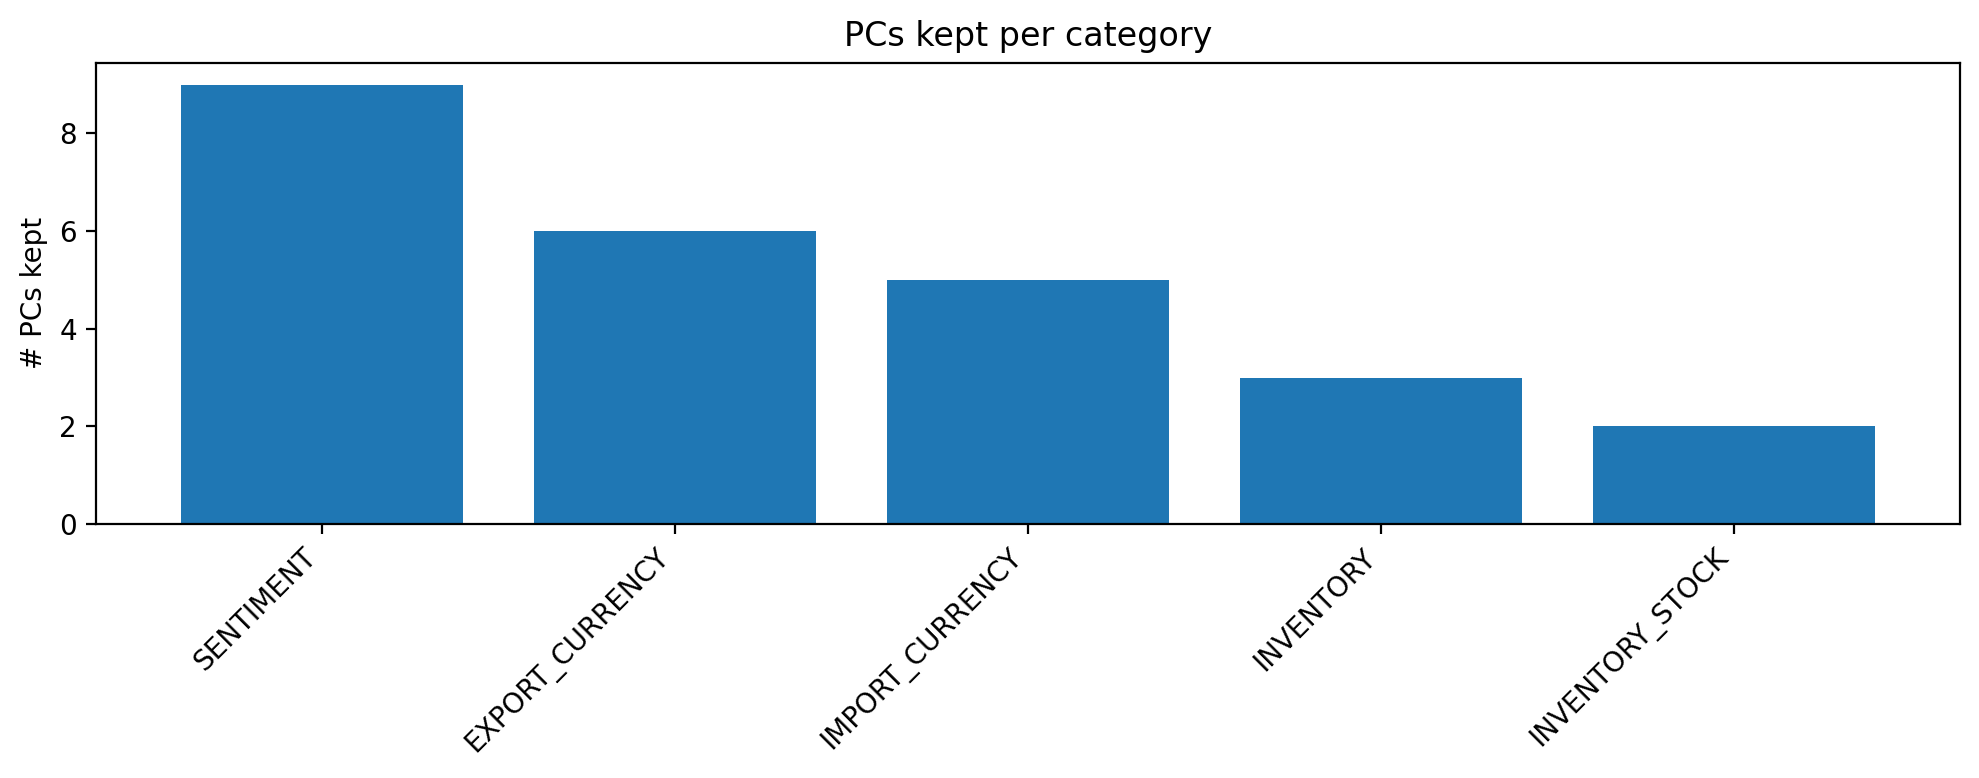 PCs kept per category
# PCs kept
8
6
4
2
0
SENTIMENT
EXPORT_CURRENCY
IMPORT_CURRENCY
INVENTORY
INVENTORY_STOCK